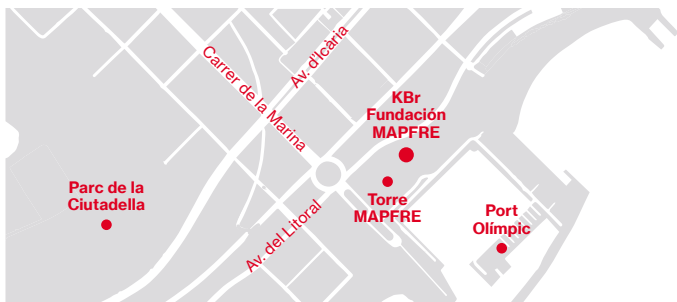 Carrer de la Marina
Av. d'Icària
KBr
Fundación
MAPFRE
Parc de la
Ciutadella
Torre
MAPFRE
Av. del Litoral
Port
Olímpic